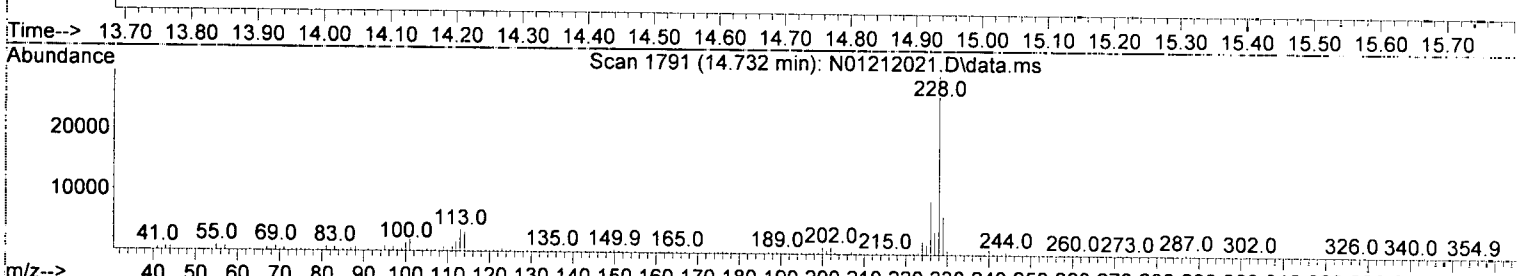 Time--> 13.70 13.80 13.90 14.00 14.10 14.20 14.30 14.40 14.50 14.60 14.70 14.80 14.90 15.00 15.10 15.20 15.30 15.40 15.50 15.60 15.70
Abundance
Scan 1791 (14.732 min): N01212021.D\data.ms
228.0
20000
10000
41.0 55.0 69.0 83.0 100.0 113.0 135.0 149.9 165.0 189.0 202.0 215.0 244.0 260.0 273.0 287.0 302.0 326.0 340.0 354.9
m/z--> 40 50 60 70 80 90 100 110 120 130 140 150 160 170 180 190 200 210 220 230 240 250 260